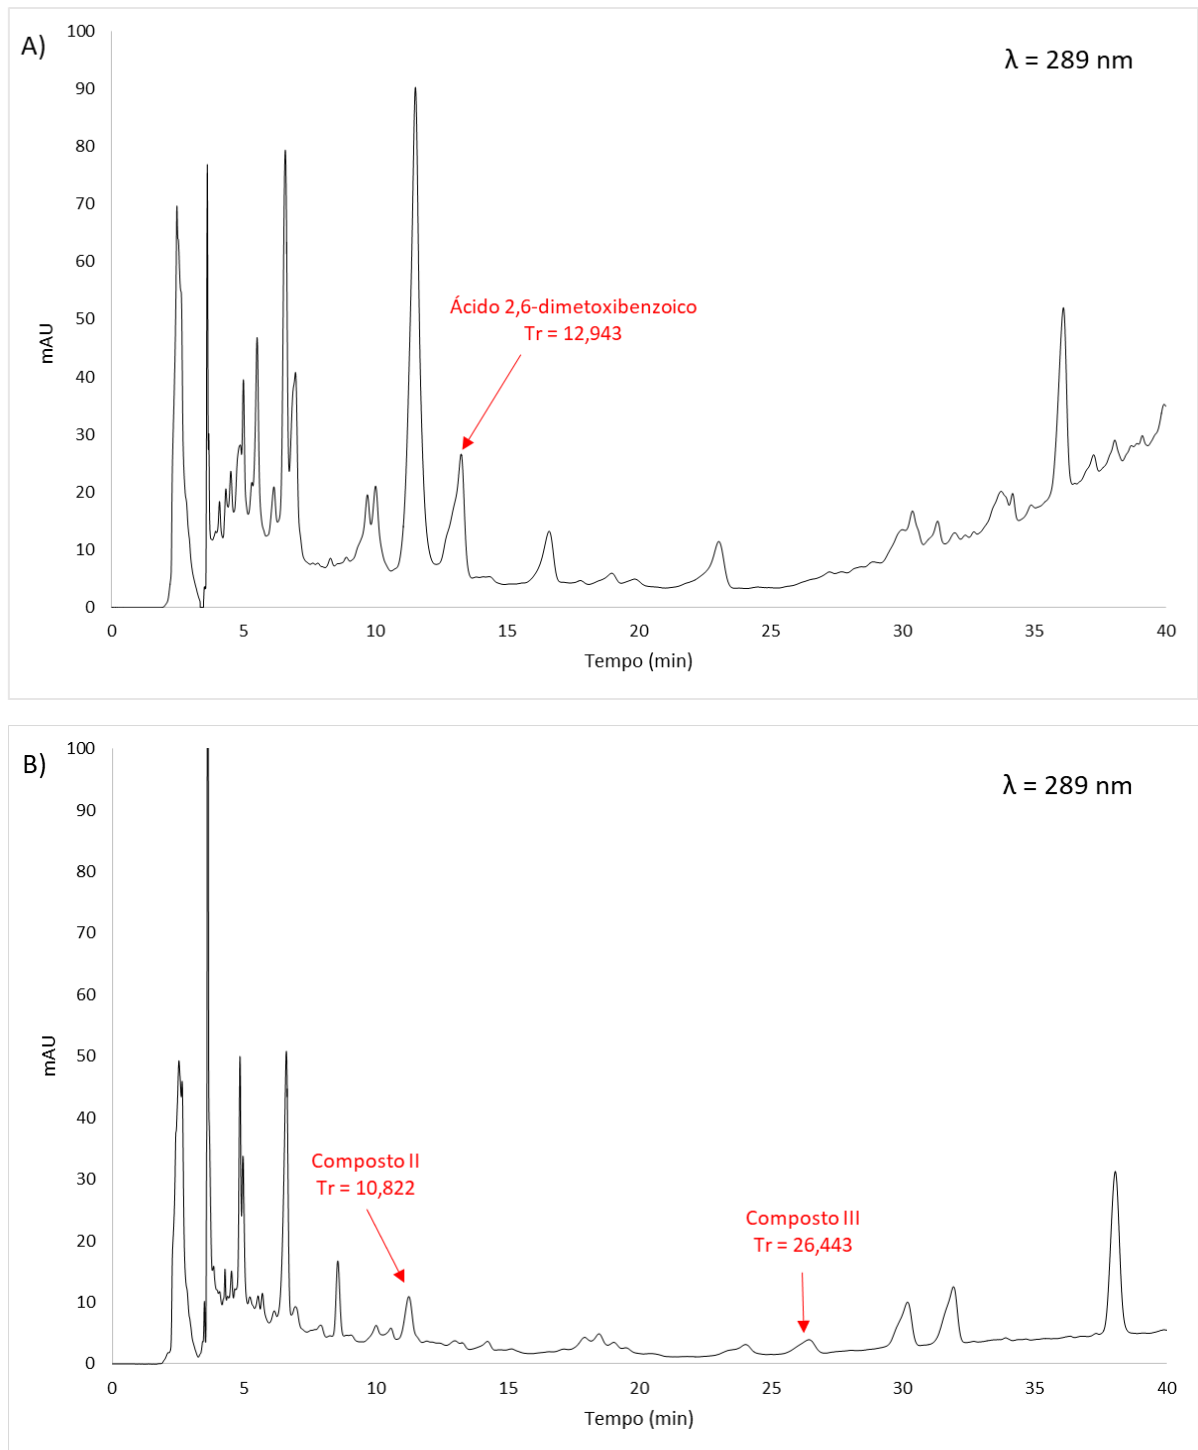 A)
λ = 289 nm
100
90
80
70
60
50
40
30
20
10
0
mAU
Ácido 2,6-dimetoxibenzoico
Tr = 12,943
0 5 10 15 20 25 30 35 40
Tempo (min)
B)
λ = 289 nm
100
90
80
70
60
50
40
30
20
10
0
mAU
Composto II
Tr = 10,822
Composto III
Tr = 26,443
0 5 10 15 20 25 30 35 40
Tempo (min)